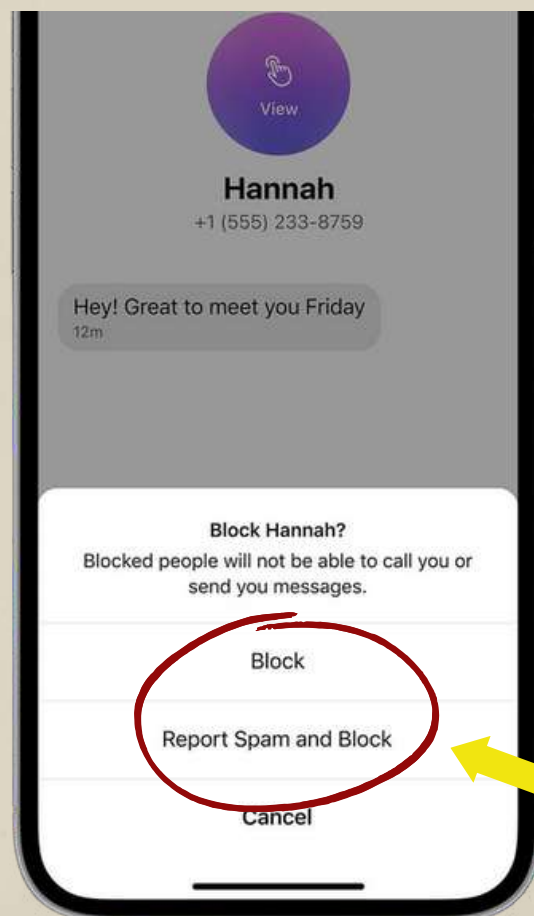 View
Hannah
+1 (555) 233-8759
Hey! Great to meet you Friday
12m
Block Hannah?
Blocked people will not be able to call you or
send you messages.
Block
Report Spam and Block
Cancel